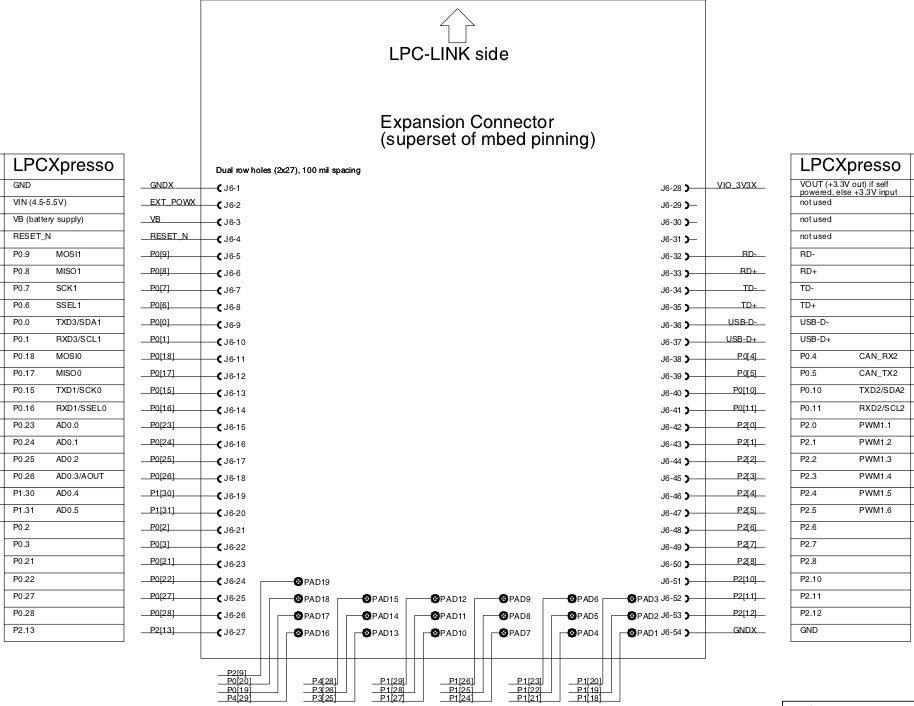 LPC-LINK side
Expansion Connector
(superset of mbed pinning)
Dual row holes (2x27), 100 mil spacing
LPCXpresso
GND GNDX J6-1
VIN (4.5-5.5V) EXT_POWX J6-2
VB (battery supply) VB J6-3
RESET_N RESET_N J6-4
P0.9 MOSI1 P0[9] J6-5
P0.8 MISO1 P0[8] J6-6
P0.7 SCK1 P0[7] J6-7
P0.6 SSEL1 P0[6] J6-8
P0.0 TXD3/SDA1 P0[0] J6-9
P0.1 RXD3/SCL1 P0[1] J6-10
P0.18 MOSI0 P0[18] J6-11
P0.17 MISO0 P0[17] J6-12
P0.15 TXD1/SCK0 P0[15] J6-13
P0.16 RXD1/SSEL0 P0[16] J6-14
P0.23 AD0.0 P0[23] J6-15
P0.24 AD0.1 P0[24] J6-16
P0.25 AD0.2 P0[25] J6-17
P0.26 AD0.3/AOUT P0[26] J6-18
P1.30 AD0.4 P1[30] J6-19
P1.31 AD0.5 P1[31] J6-20
P0.2 P0[2] J6-21
P0.3 P0[3] J6-22
P0.21 P0[21] J6-23
P0.22 P0[22] J6-24
P0.27 P0[27] J6-25
P0.28 P0[28] J6-26
P2.13 P2[13] J6-27
LPCXpresso
J6-28 VIO_3V3X VOUT (+3.3V out) if self
powered, else +3.3V input
J6-29 not used
J6-30 not used
J6-31 not used
J6-32 RD- RD-
J6-33 RD+ RD+
J6-34 TD- TD-
J6-35 TD+ TD+
J6-36 USB-D- USB-D-
J6-37 USB-D+ USB-D+
J6-38 P0[4] P0.4 CAN_RX2
J6-39 P0[5] P0.5 CAN_TX2
J6-40 P0[10] P0.10 TXD2/SDA2
J6-41 P0[11] P0.11 RXD2/SCL2
J6-42 P2[0] P2.0 PWM1.1
J6-43 P2[1] P2.1 PWM1.2
J6-44 P2[2] P2.2 PWM1.3
J6-45 P2[3] P2.3 PWM1.4
J6-46 P2[4] P2.4 PWM1.5
J6-47 P2[5] P2.5 PWM1.6
J6-48 P2[6] P2.6
J6-49 P2[7] P2.7
J6-50 P2[8] P2.8
J6-51 P2[10] P2.10
J6-52 P2[11] P2.11
J6-53 P2[12] P2.12
J6-54 GNDX GND
PAD19
PAD18 PAD15 PAD12 PAD9 PAD6 PAD3
PAD17 PAD14 PAD11 PAD8 PAD5 PAD2
PAD16 PAD13 PAD10 PAD7 PAD4 PAD1
P2[9]
P0[20] P4[28] P1[29] P1[26] P1[23] P1[20]
P0[19] P3[26] P1[28] P1[25] P1[22] P1[19]
P4[29] P3[25] P1[27] P1[24] P1[21] P1[18]